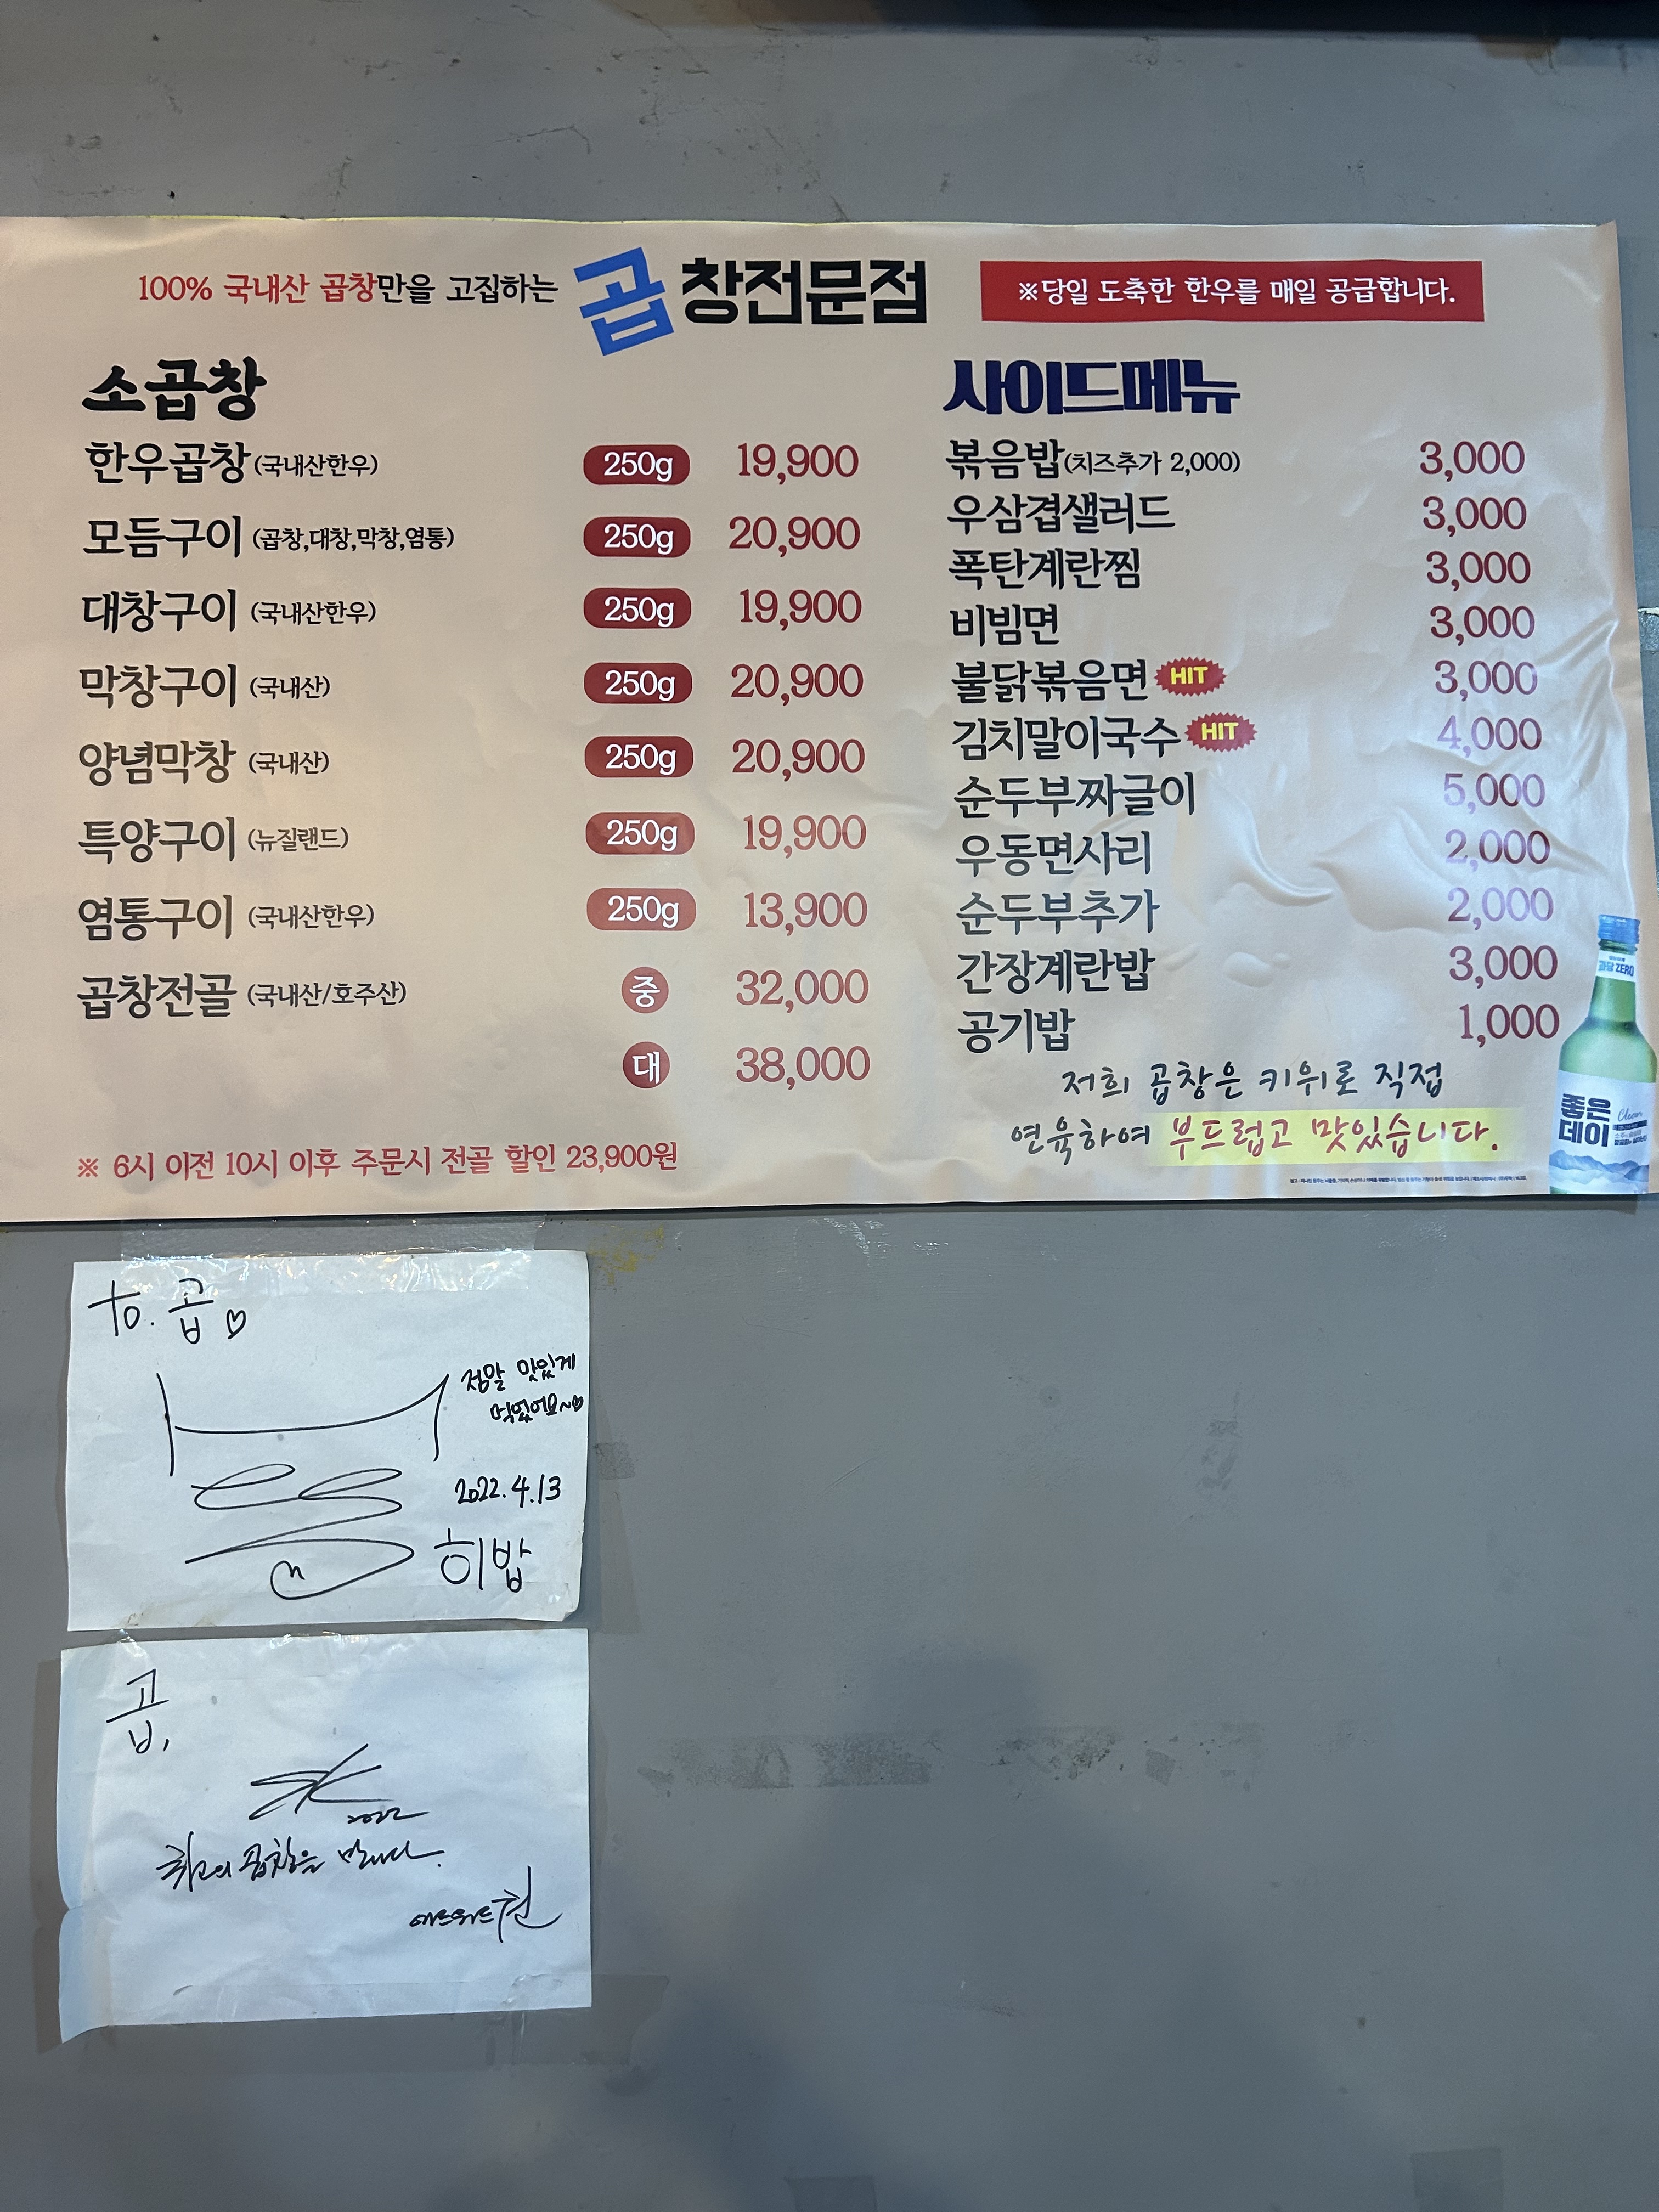 100% 국내산 곱창만을 고집하는 곱창전문점
※당일 도축한 한우를 매일 공급합니다.
소곱창
한우곱창 (국내산한우) 250g 19,900
모듬구이 (곱창,대창,막창,염통) 250g 20,900
대창구이 (국내산한우) 250g 19,900
막창구이 (국내산) 250g 20,900
양념막창 (국내산) 250g 20,900
특양구이 (뉴질랜드) 250g 19,900
염통구이 (국내산한우) 250g 13,900
곱창전골 (국내산/호주산) 중 32,000
대 38,000
※ 6시 이전 10시 이후 주문시 전골 할인 23,900원
사이드메뉴
볶음밥(치즈추가 2,000) 3,000
우삼겹샐러드 3,000
폭탄계란찜 3,000
비빔면 3,000
불닭볶음면 HIT 3,000
김치말이국수 HIT 4,000
순두부짜글이 5,000
우동면사리 2,000
순두부추가 2,000
간장계란밥 3,000
공기밥 1,000
저희 곱창은 키위로 직접
연육하여 부드럽고 맛있습니다.
과당 ZERO
좋은
데이
Clean
to. 곱 ♡
정말 맛있게
먹었어요~♡
2022.4.13
히밥
곱,
2022
최고의 곱창을 만나다.